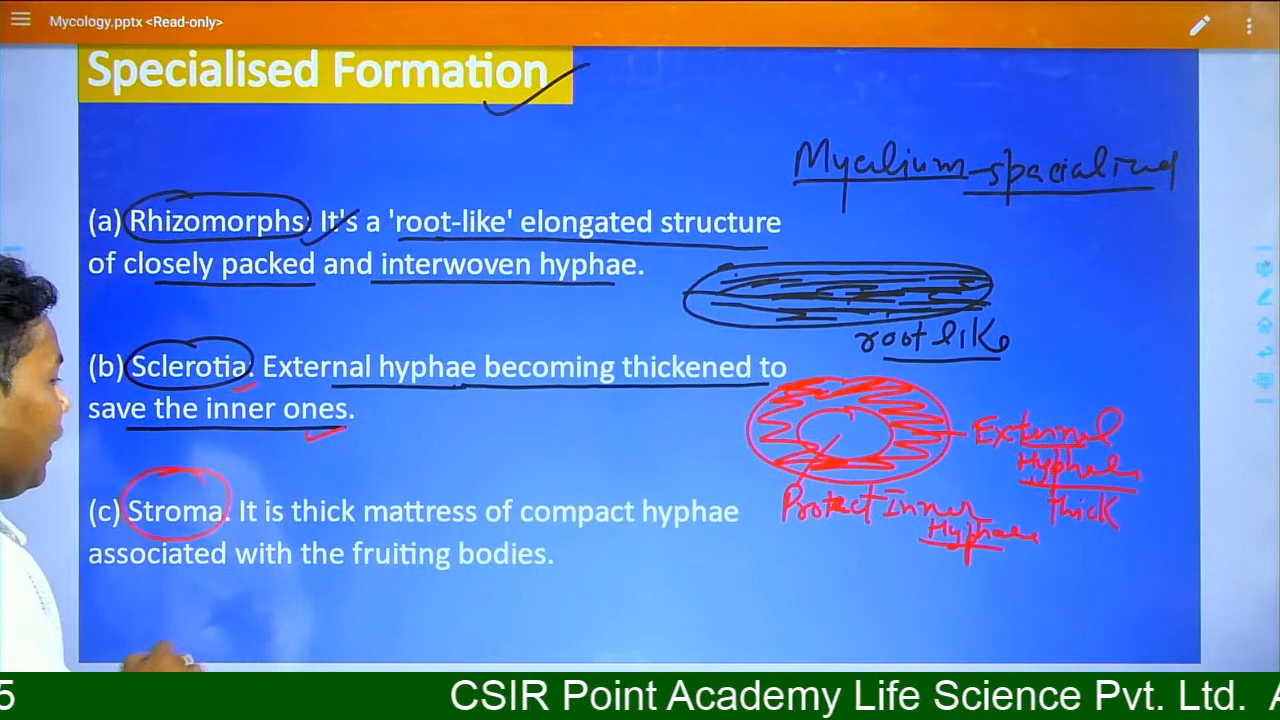 Mycology.pptx <Read-only>
Specialised Formation
Mycelium - spacialized
(a) Rhizomorphs: It's a 'root-like' elongated structure
of closely packed and interwoven hyphae.
root like
(b) Sclerotia: External hyphae becoming thickened to
save the inner ones.
External
Hyphae
thick
Protect Inner
Hyphae
(c) Stroma: It is thick mattress of compact hyphae
associated with the fruiting bodies.
5 CSIR Point Academy Life Science Pvt. Ltd. A